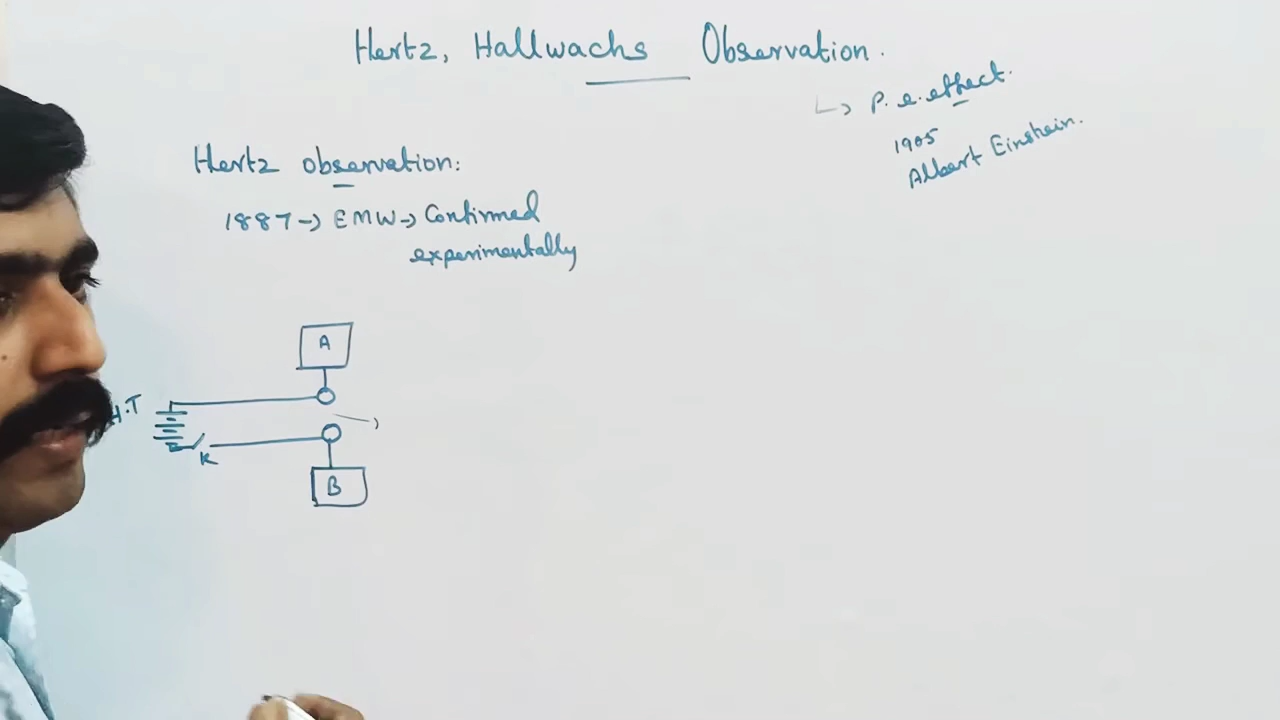 Hertz, Hallwachs Observation.
↳ P.e.effect.
1905
Albert Einstein.
Hertz observation:
1887→ EMW→ Confirmed
experimentally
A
H.T
K
B